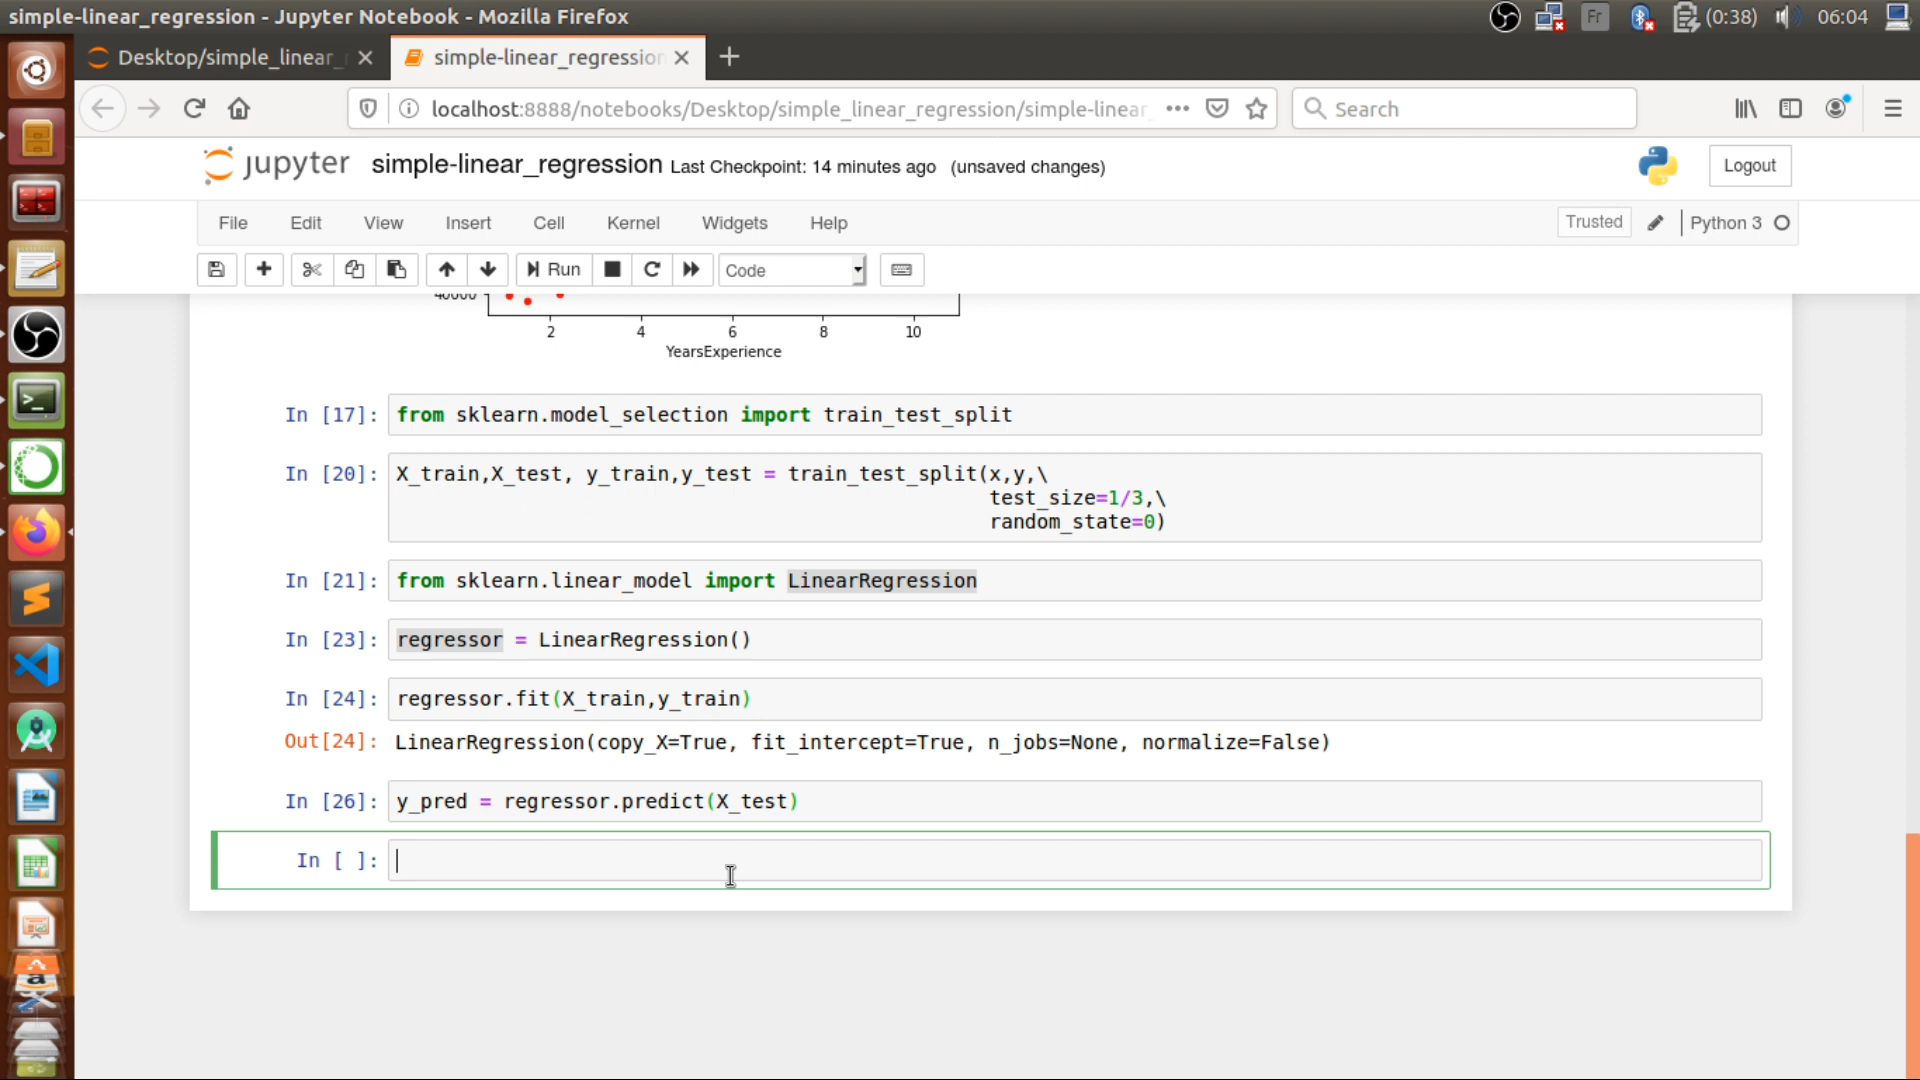 simple-linear_regression - Jupyter Notebook - Mozilla Firefox
Fr (0:38) 06:04
Desktop/simple_linear_ simple-linear_regression
localhost:8888/notebooks/Desktop/simple_linear_regression/simple-linear_ Search
jupyter simple-linear_regression Last Checkpoint: 14 minutes ago (unsaved changes) Logout
File Edit View Insert Cell Kernel Widgets Help Trusted Python 3
Run Code
40000
2 4 6 8 10
YearsExperience
In [17]: from sklearn.model_selection import train_test_split
In [20]: X_train,X_test, y_train,y_test = train_test_split(x,y,\
test_size=1/3,\
random_state=0)
In [21]: from sklearn.linear_model import LinearRegression
In [23]: regressor = LinearRegression()
In [24]: regressor.fit(X_train,y_train)
Out[24]: LinearRegression(copy_X=True, fit_intercept=True, n_jobs=None, normalize=False)
In [26]: y_pred = regressor.predict(X_test)
In [ ]: